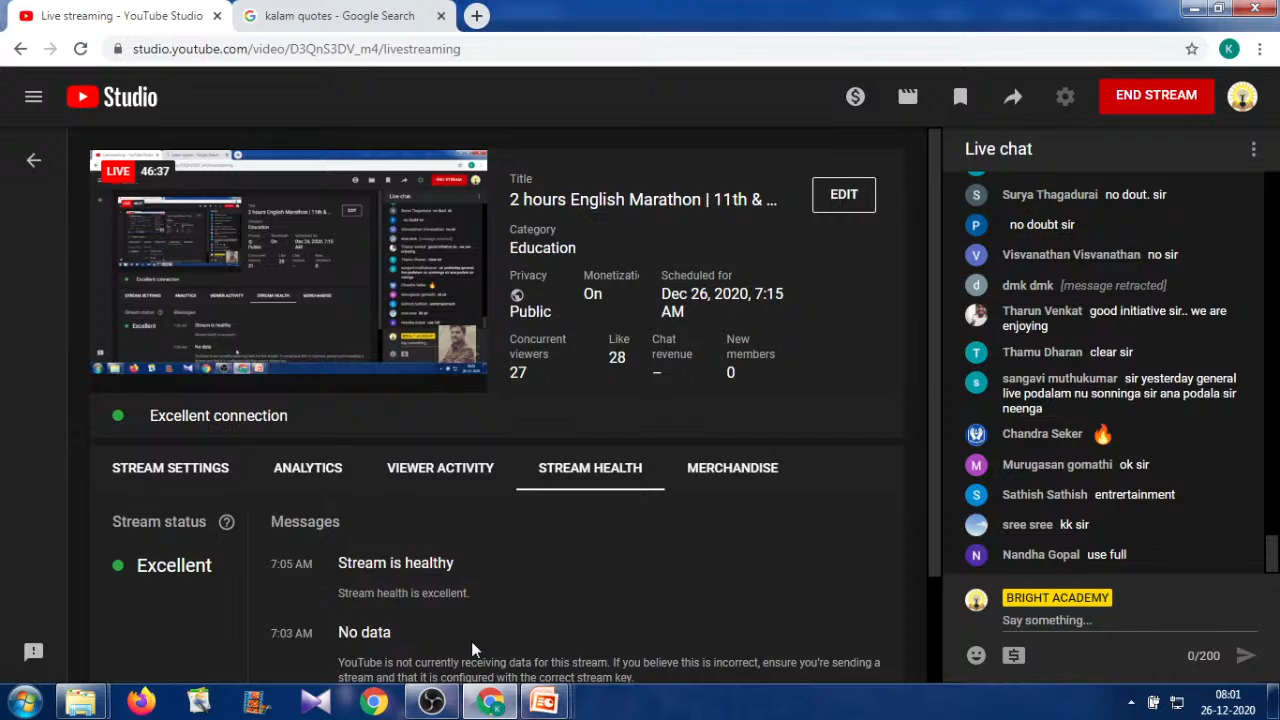 Live streaming - YouTube Studio
kalam quotes - Google Search
studio.youtube.com/video/D3QnS3DV_m4/livestreaming
K
Studio
END STREAM
LIVE 46:37
Title
2 hours English Marathon | 11th & ...
EDIT
Category
Education
Privacy
Public
Monetizatio
On
Scheduled for
Dec 26, 2020, 7:15
AM
Concurrent
viewers
27
Like
28
Chat
revenue
–
New
members
0
Excellent connection
STREAM SETTINGS
ANALYTICS
VIEWER ACTIVITY
STREAM HEALTH
MERCHANDISE
Stream status
Excellent
Messages
7:05 AM Stream is healthy
Stream health is excellent.
7:03 AM No data
YouTube is not currently receiving data for this stream. If you believe this is incorrect, ensure you're sending a
stream and that it is configured with the correct stream key.
Live chat
S Surya Thagadurai no dout. sir
P no doubt sir
V Visvanathan Visvanathan no sir
d dmk dmk [message retracted]
Tharun Venkat good initiative sir.. we are
enjoying
T Thamu Dharan clear sir
s sangavi muthukumar sir yesterday general
live podalam nu sonninga sir ana podala sir
neenga
Chandra Seker 🔥
M Murugasan gomathi ok sir
S Sathish Sathish entrertainment
sree sree kk sir
N Nandha Gopal use full
BRIGHT ACADEMY
Say something...
0/200
08:01
26-12-2020